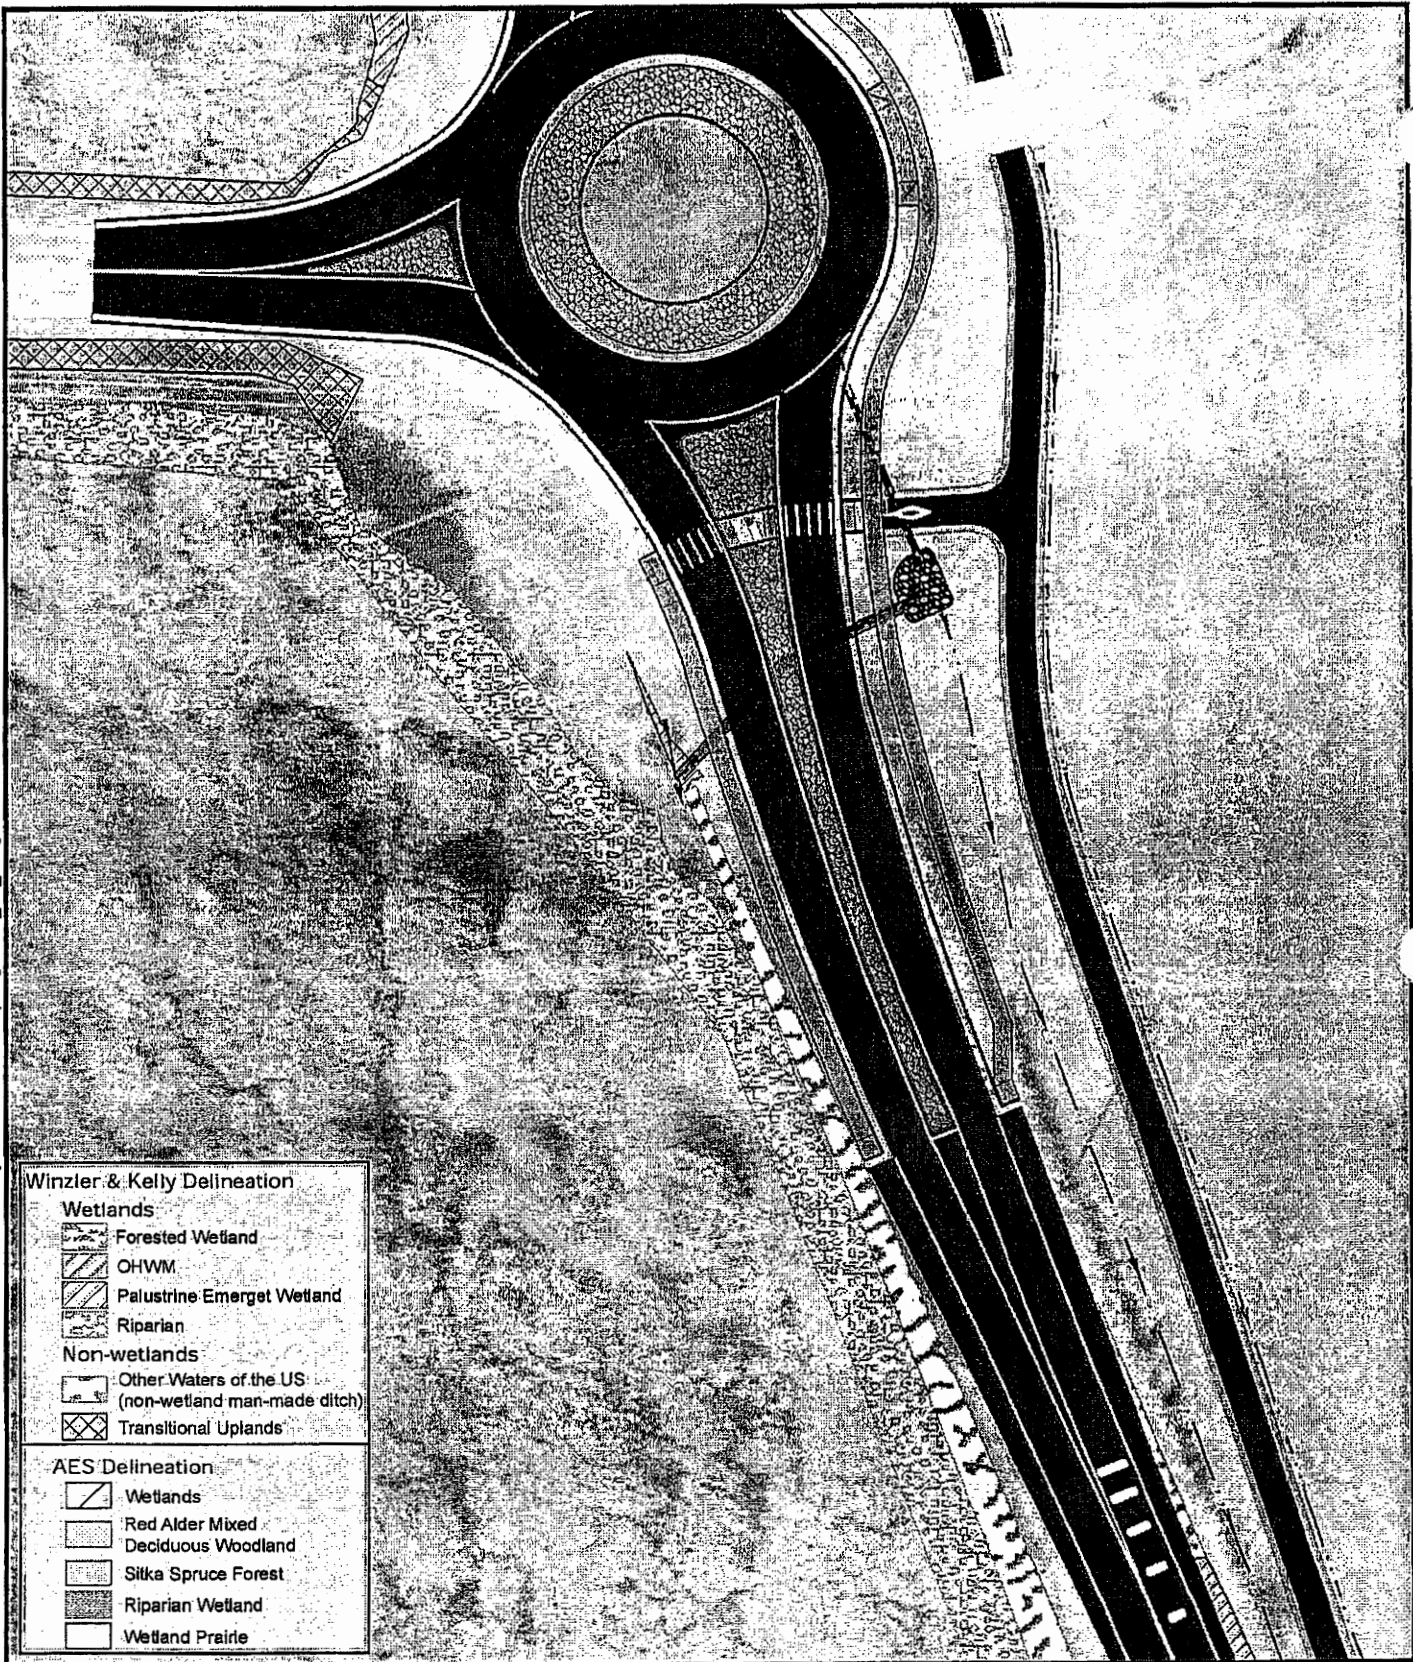 Winzler & Kelly Delineation
Wetlands
Forested Wetland
OHWM
Palustrine Emerget Wetland
Riparian
Non-wetlands
Other Waters of the US
(non-wetland man-made ditch)
Transitional Uplands
AES Delineation
Wetlands
Red Alder Mixed
Deciduous Woodland
Sitka Spruce Forest
Riparian Wetland
Wetland Prairie